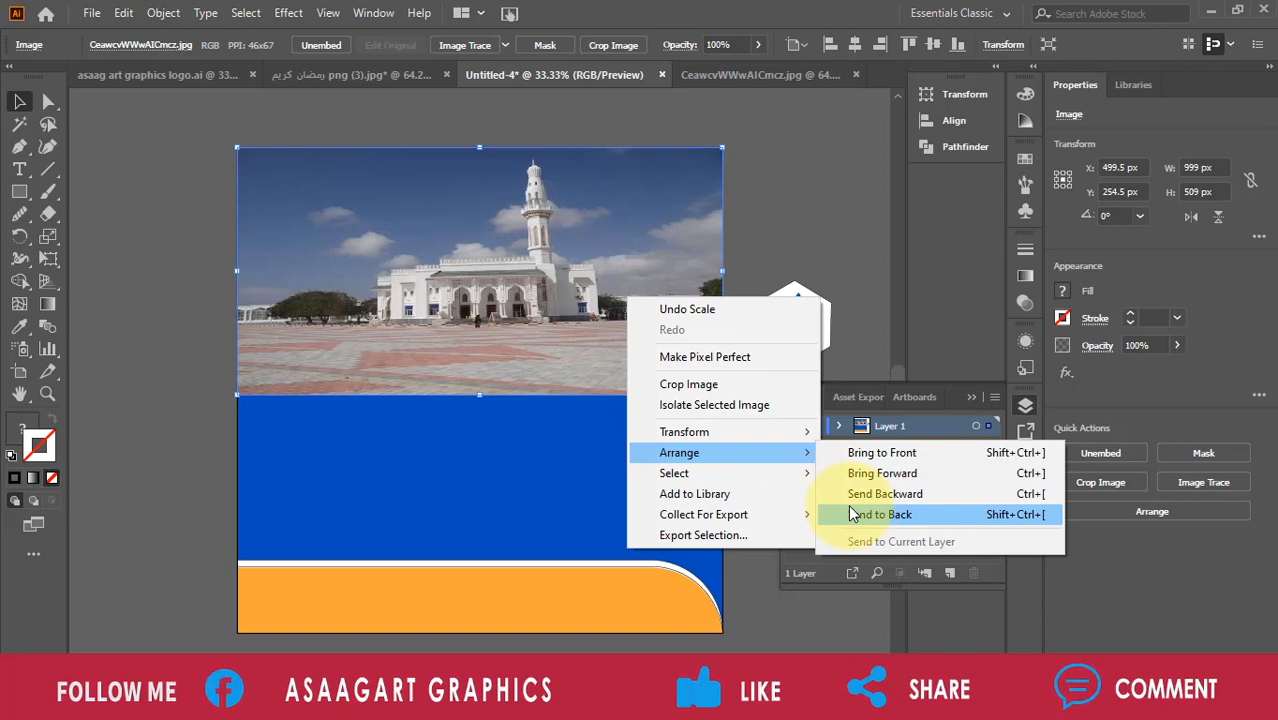 Ai File Edit Object Type Select Effect View Window Help Essentials Classic Search Adobe Stock
Image CeawcvWWwAICmcz.jpg RGB PPI: 46x67 Unembed Edit Original Image Trace Mask Crop Image Opacity: 100% Transform
asaag art graphics logo.ai @ 33.... × رمضان كريم png (3).jpg* @ 64.2... × Untitled-4* @ 33.33% (RGB/Preview) × CeawcvWWwAICmcz.jpg @ 64.... ×
Transform
Align
Pathfinder
Properties Libraries
Image
Transform
X: 499.5 px W: 999 px
Y: 254.5 px H: 509 px
0°
Appearance
? Fill
Stroke
Opacity 100%
fx.
Quick Actions
Unembed Mask
Crop Image Image Trace
Arrange
Undo Scale
Redo
Make Pixel Perfect
Crop Image
Isolate Selected Image
Transform
Arrange
Select
Add to Library
Collect For Export
Export Selection...
Asset Expor Artboards
Layer 1
Bring to Front Shift+Ctrl+]
Bring Forward Ctrl+]
Send Backward Ctrl+[
to Back Shift+Ctrl+[
Send to Current Layer
1 Layer
FOLLOW ME ASAAGART GRAPHICS LIKE SHARE COMMENT